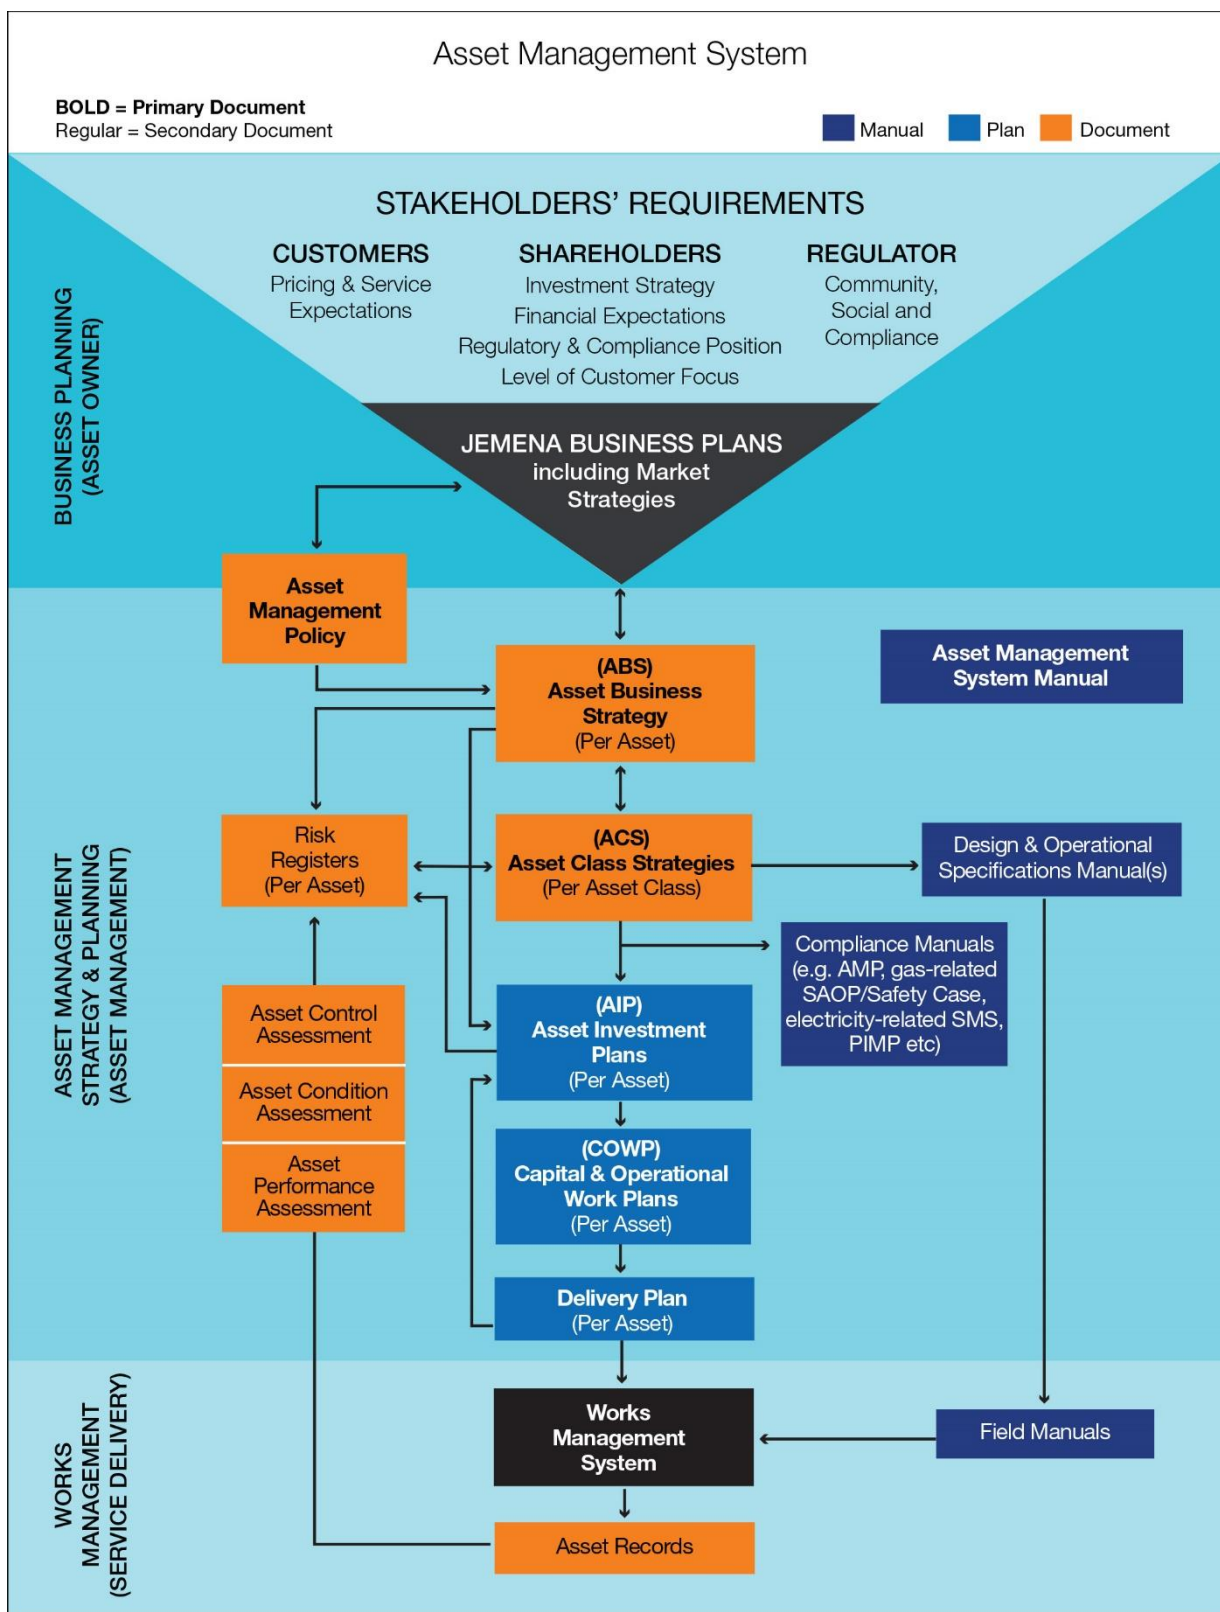 Asset Management System
BOLD = Primary Document
Regular = Secondary Document
Manual
Plan
Document
STAKEHOLDERS' REQUIREMENTS
CUSTOMERS
Pricing & Service
Expectations
SHAREHOLDERS
Investment Strategy
Financial Expectations
Regulatory & Compliance Position
Level of Customer Focus
REGULATOR
Community,
Social and
Compliance
BUSINESS PLANNING
(ASSET OWNER)
JEMENA BUSINESS PLANS
including Market
Strategies
Asset
Management
Policy
(ABS)
Asset Business
Strategy
(Per Asset)
Asset Management
System Manual
ASSET MANAGEMENT
STRATEGY & PLANNING
(ASSET MANAGEMENT)
Risk
Registers
(Per Asset)
(ACS)
Asset Class Strategies
(Per Asset Class)
Design & Operational
Specifications Manual(s)
Compliance Manuals
(e.g. AMP, gas-related
SAOP/Safety Case,
electricity-related SMS,
PIMP etc)
Asset Control
Assessment
Asset Condition
Assessment
Asset
Performance
Assessment
(AIP)
Asset Investment
Plans
(Per Asset)
(COWP)
Capital & Operational
Work Plans
(Per Asset)
Delivery Plan
(Per Asset)
WORKS
MANAGEMENT
(SERVICE DELIVERY)
Works
Management
System
Field Manuals
Asset Records